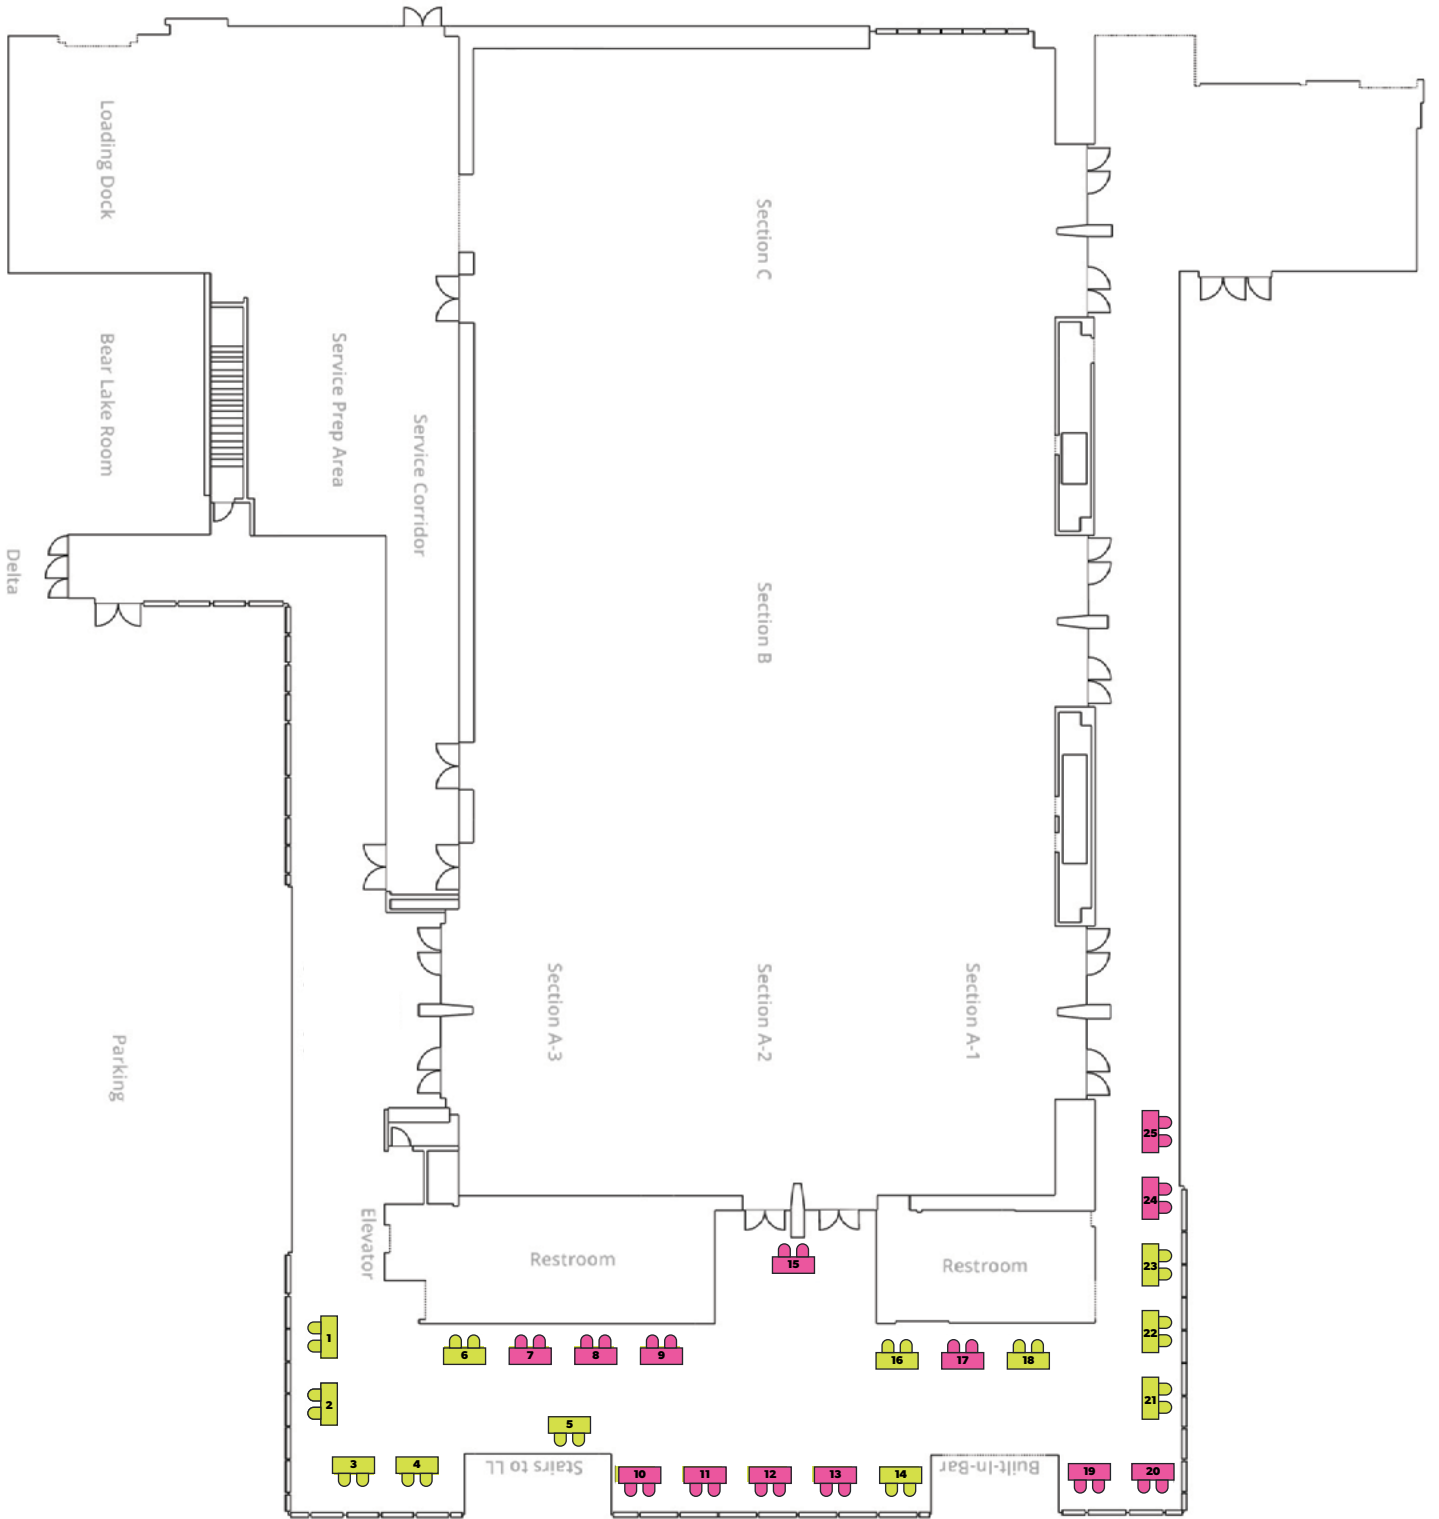 Loading Dock
Section C
Bear Lake Room
Service Prep Area
Service Corridor
Delta
Section B
Section A-3
Section A-2
Section A-1
Parking
25
24
Elevator
Restroom
15
Restroom
23
1
22
6
7
8
9
16
17
18
2
21
5
3
4
Stairs to LL
10
11
12
13
14
Built-In-Bar
19
20